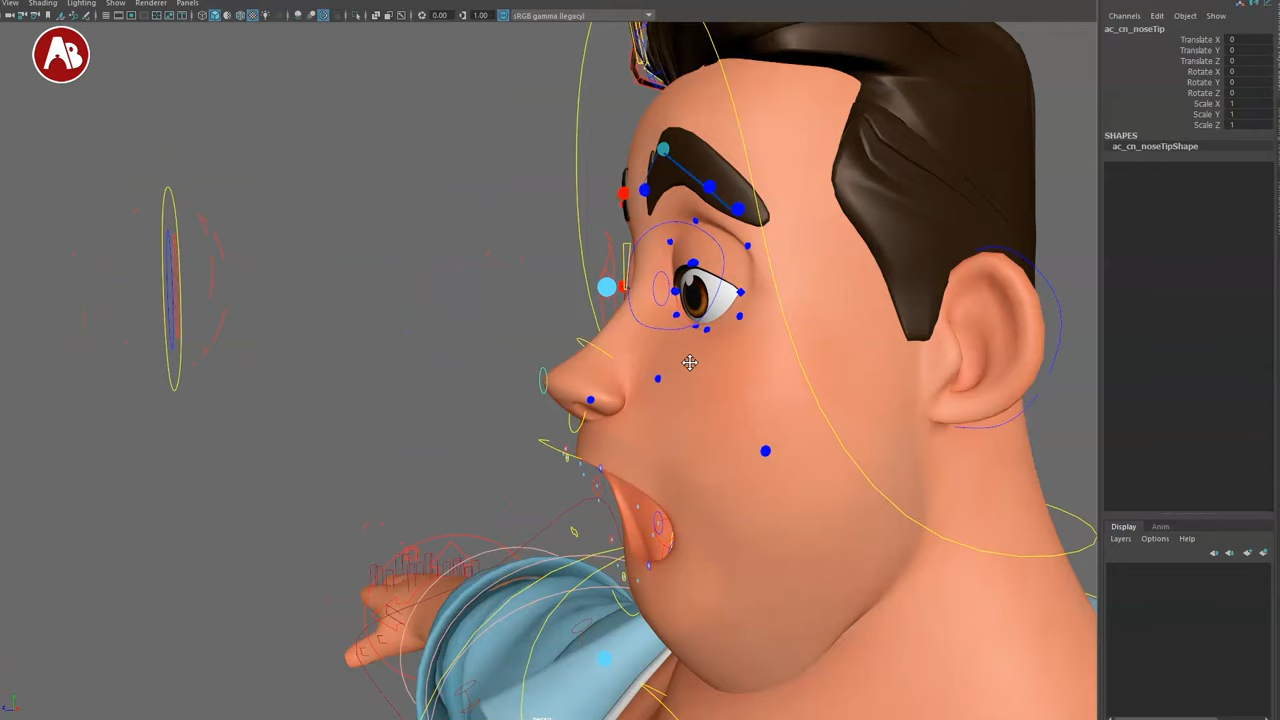 View Shading Lighting Show Renderer Panels
0.00 1.00 sRGB gamma (legacy)
AB
Channels Edit Object Show
ac_cn_noseTip
Translate X 0
Translate Y 0
Translate Z 0
Rotate X 0
Rotate Y 0
Rotate Z 0
Scale X 1
Scale Y 1
Scale Z 1
SHAPES
ac_cn_noseTipShape
Display Anim
Layers Options Help